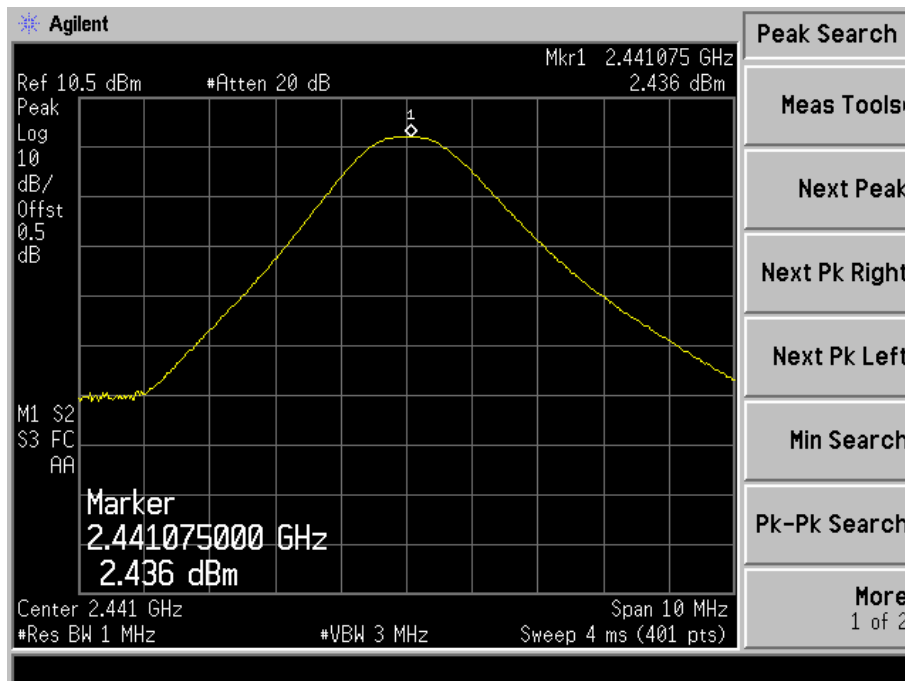 Agilent
Peak Search
Mkr1 2.441075 GHz
Ref 10.5 dBm #Atten 20 dB 2.436 dBm
Peak
Log
10
dB/
Offst
0.5
dB
1
M1 S2
S3 FC
AA
Marker
2.441075000 GHz
2.436 dBm
Center 2.441 GHz Span 10 MHz
#Res BW 1 MHz #VBW 3 MHz Sweep 4 ms (401 pts)
Meas Tools
Next Peak
Next Pk Right
Next Pk Left
Min Search
Pk-Pk Search
More
1 of 2